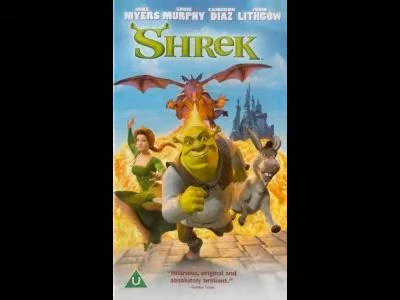 MIKE EDDIE CAMERON JOHN
MYERS MURPHY DIAZ LITHGOW
SHREK
"Hilarious, original and
absolutely brilliant."
U